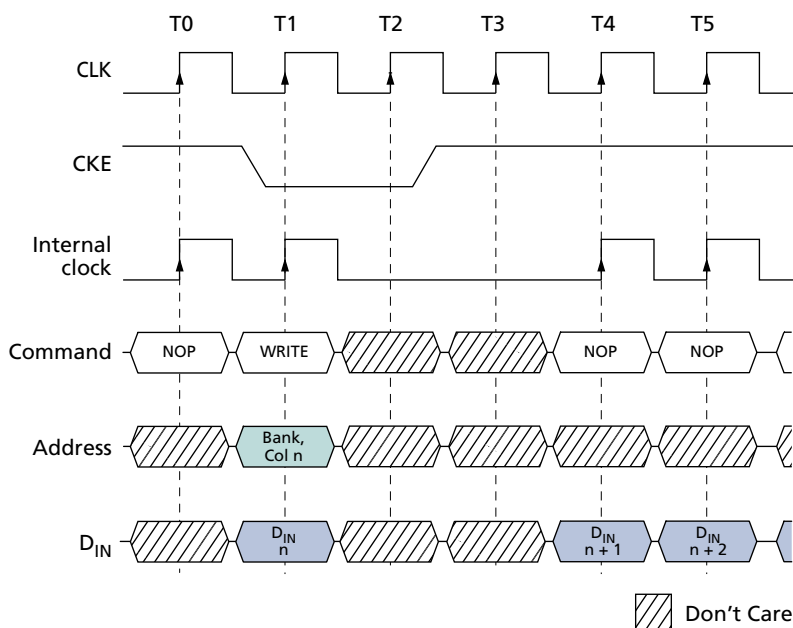 T0 T1 T2 T3 T4 T5
CLK
CKE
Internal
clock
Command NOP WRITE NOP NOP
Address Bank,
Col n
DIN DIN
n DIN
n + 1 DIN
n + 2
Don't Care